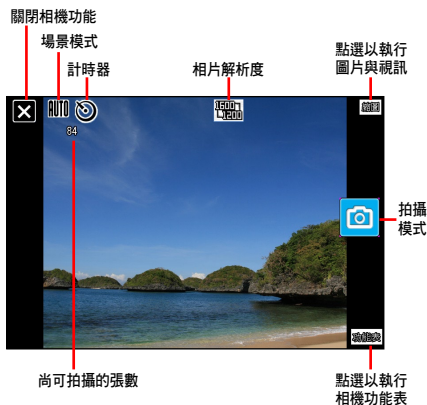 關閉相機功能
場景模式
計時器
相片解析度
點選以執行
圖片與視訊
AUTO
1600
1200
84
拍攝
模式
功能表
尚可拍攝的張數
點選以執行
相機功能表